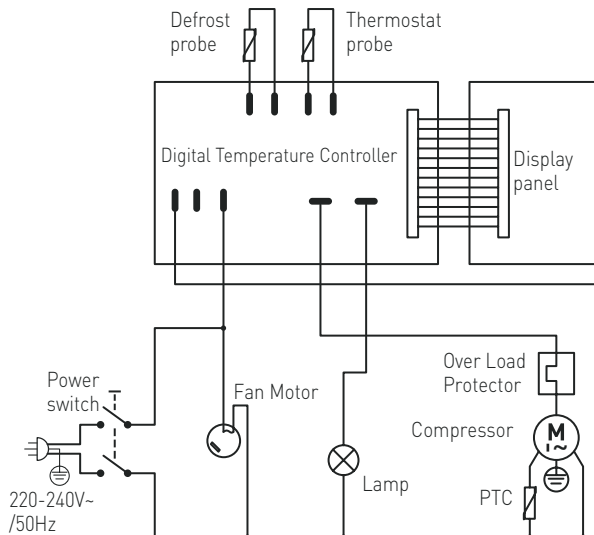 Defrost
probe
Thermostat
probe
Digital Temperature Controller
Display
panel
Power
switch
Fan Motor
Over Load
Protector
Compressor
M
1~
Lamp
PTC
220-240V~
/50Hz